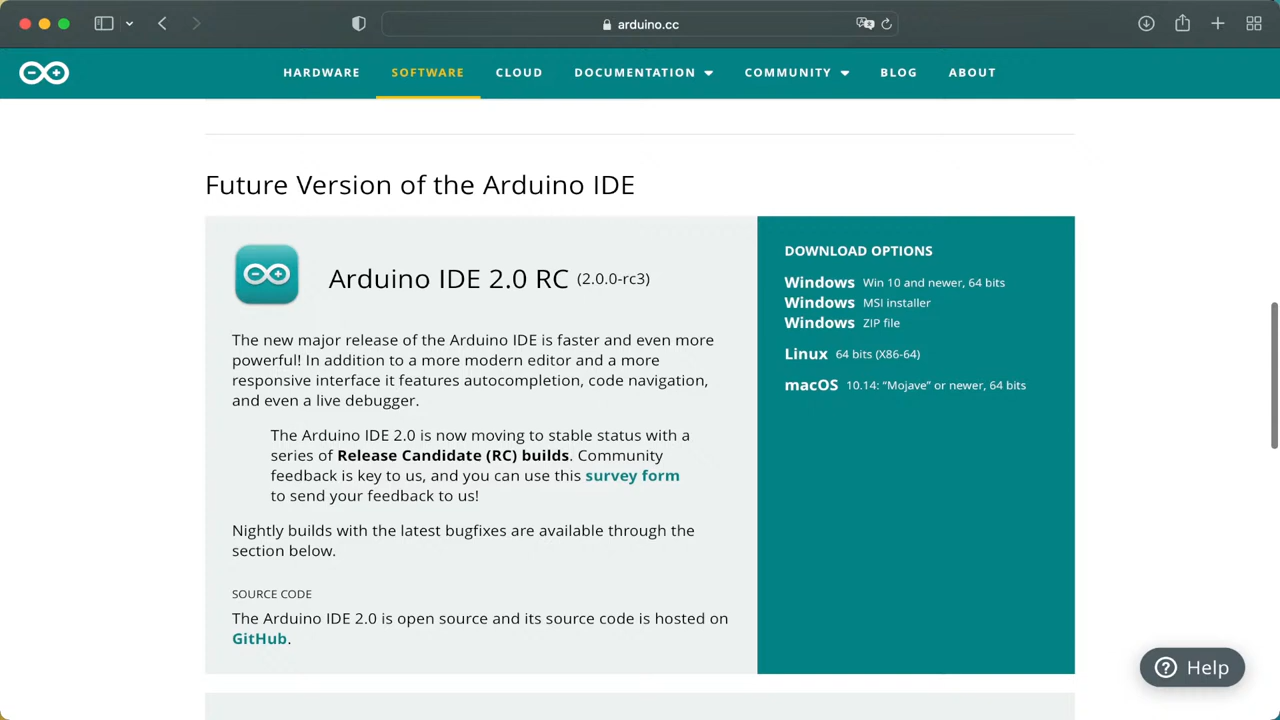 arduino.cc
HARDWARE SOFTWARE CLOUD DOCUMENTATION COMMUNITY BLOG ABOUT
Future Version of the Arduino IDE
Arduino IDE 2.0 RC (2.0.0-rc3)
The new major release of the Arduino IDE is faster and even more
powerful! In addition to a more modern editor and a more
responsive interface it features autocompletion, code navigation,
and even a live debugger.
The Arduino IDE 2.0 is now moving to stable status with a
series of Release Candidate (RC) builds. Community
feedback is key to us, and you can use this survey form
to send your feedback to us!
Nightly builds with the latest bugfixes are available through the
section below.
SOURCE CODE
The Arduino IDE 2.0 is open source and its source code is hosted on
GitHub.
DOWNLOAD OPTIONS
Windows Win 10 and newer, 64 bits
Windows MSI installer
Windows ZIP file
Linux 64 bits (X86-64)
macOS 10.14: “Mojave” or newer, 64 bits
Help